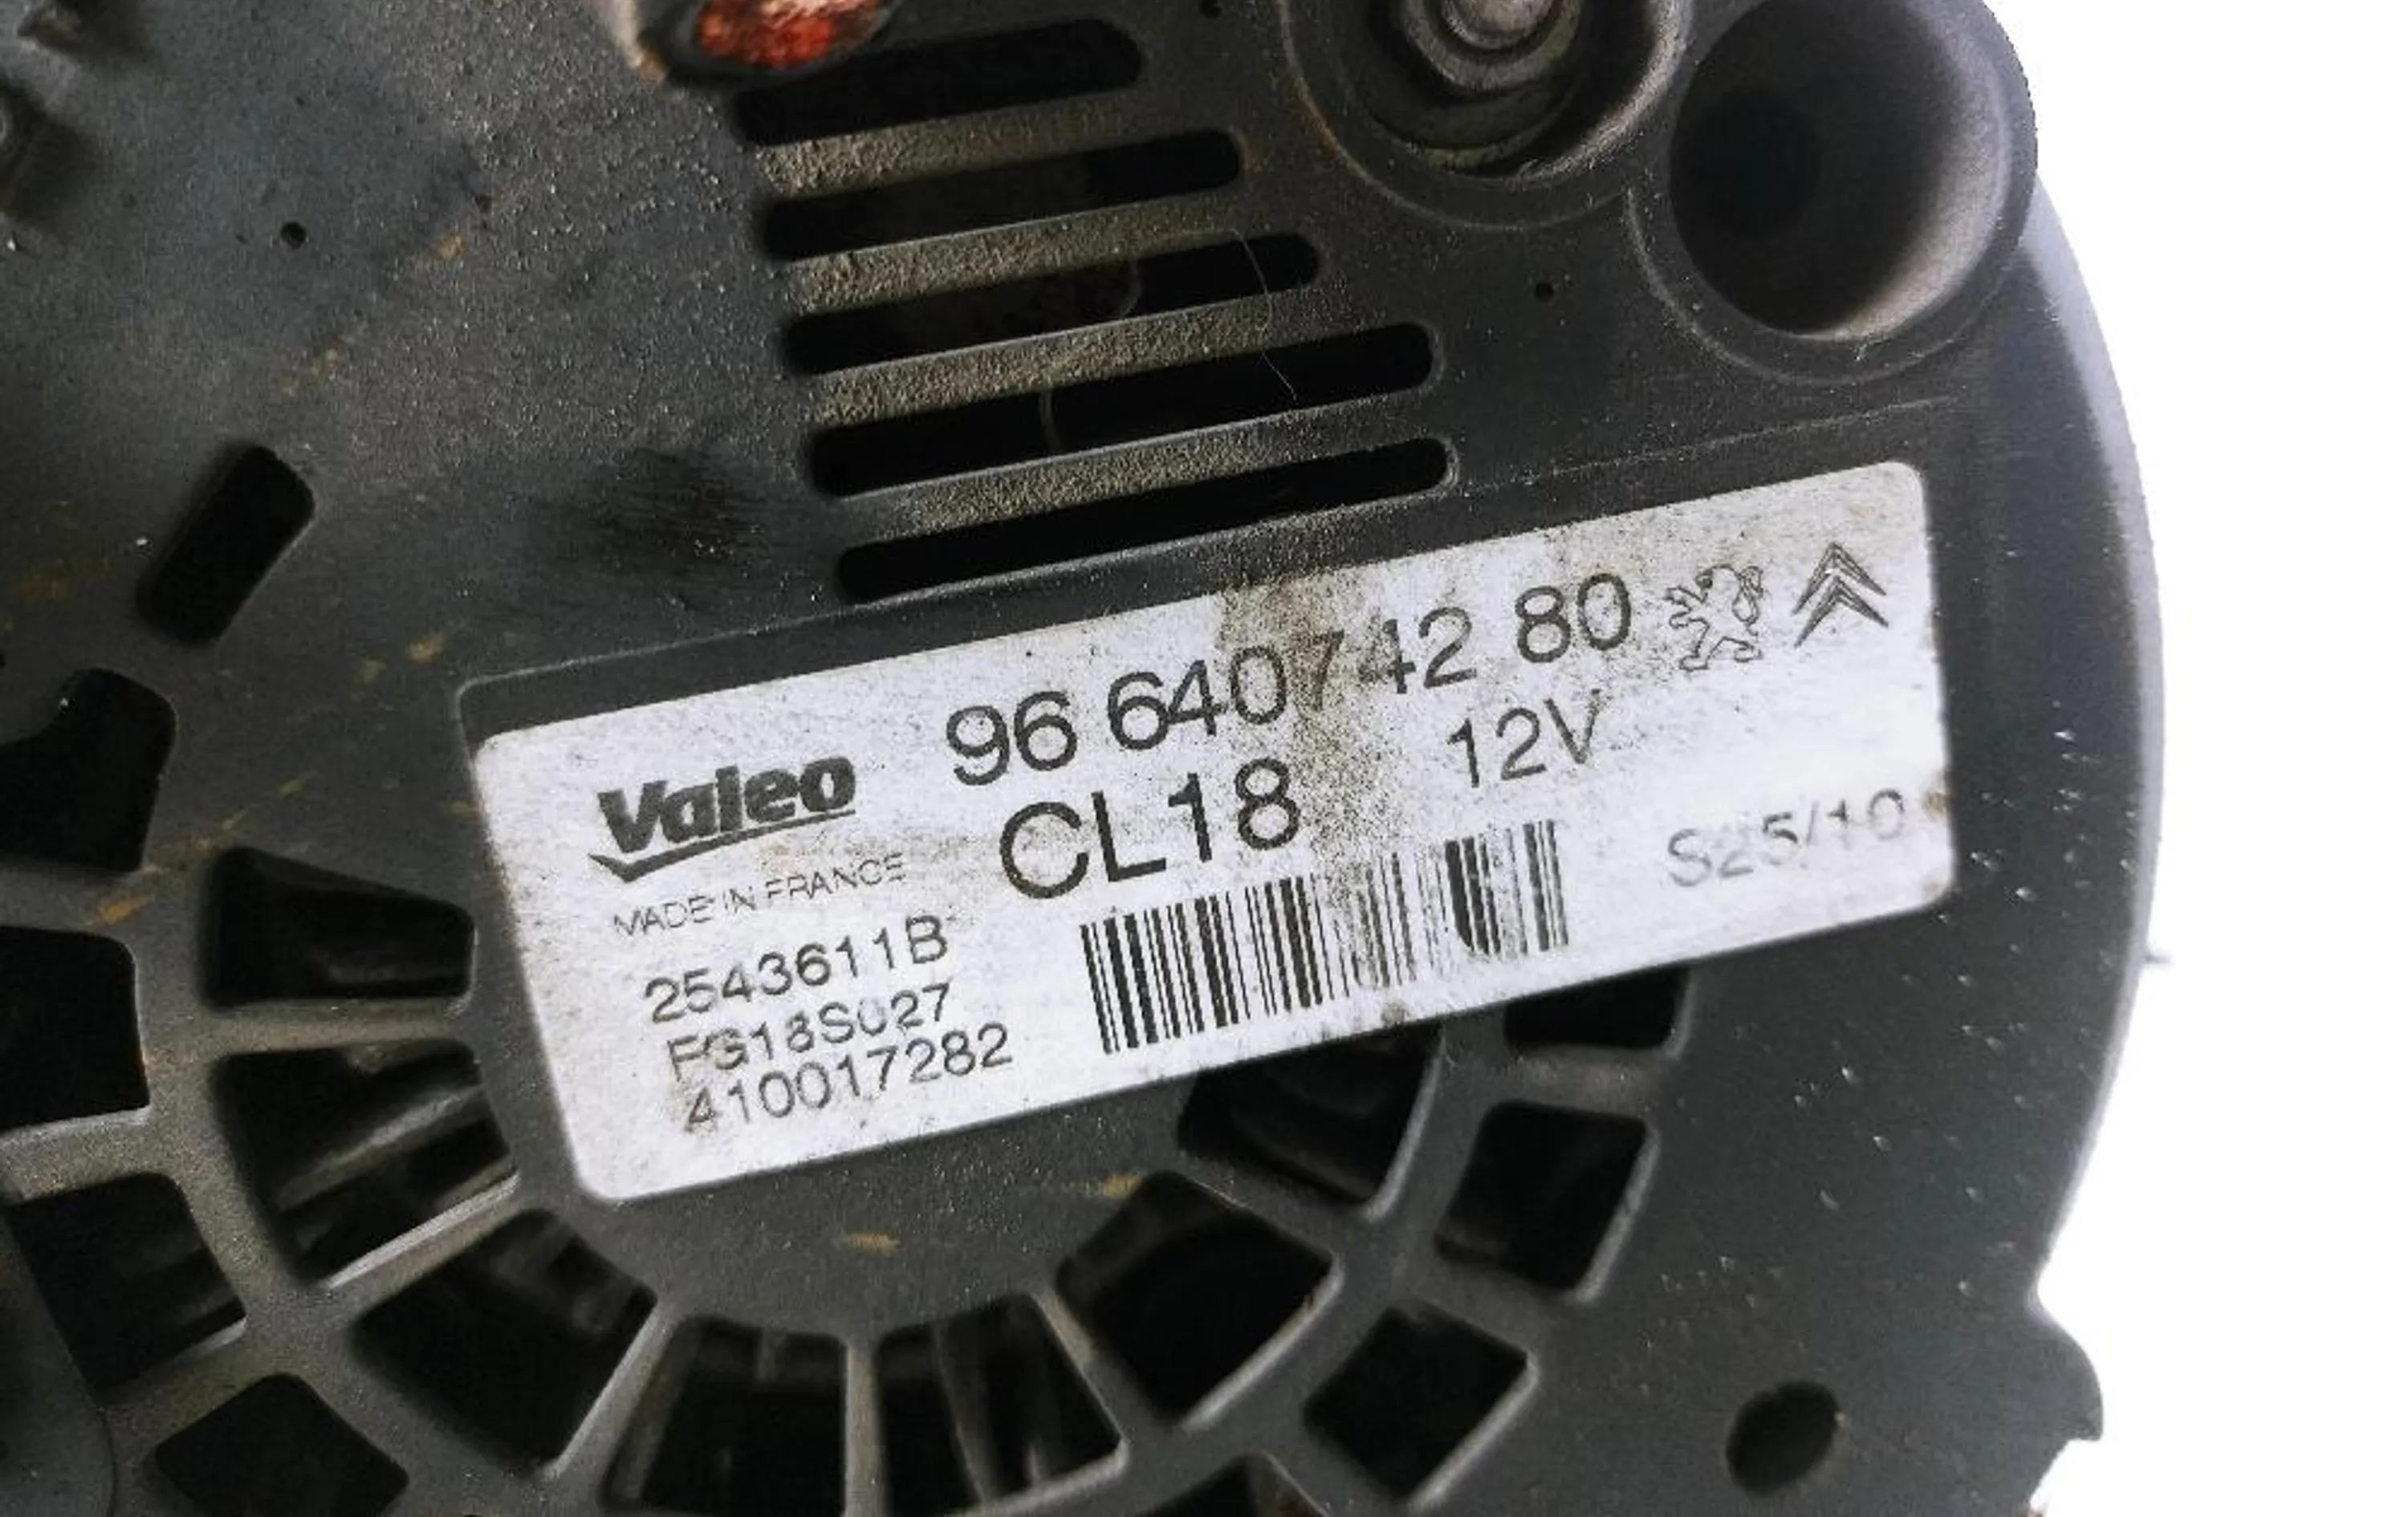 96 640742 80
Valeo
CL18
12V
MADE IN FRANCE
S25/10
2543611B
FG18S027
410017282